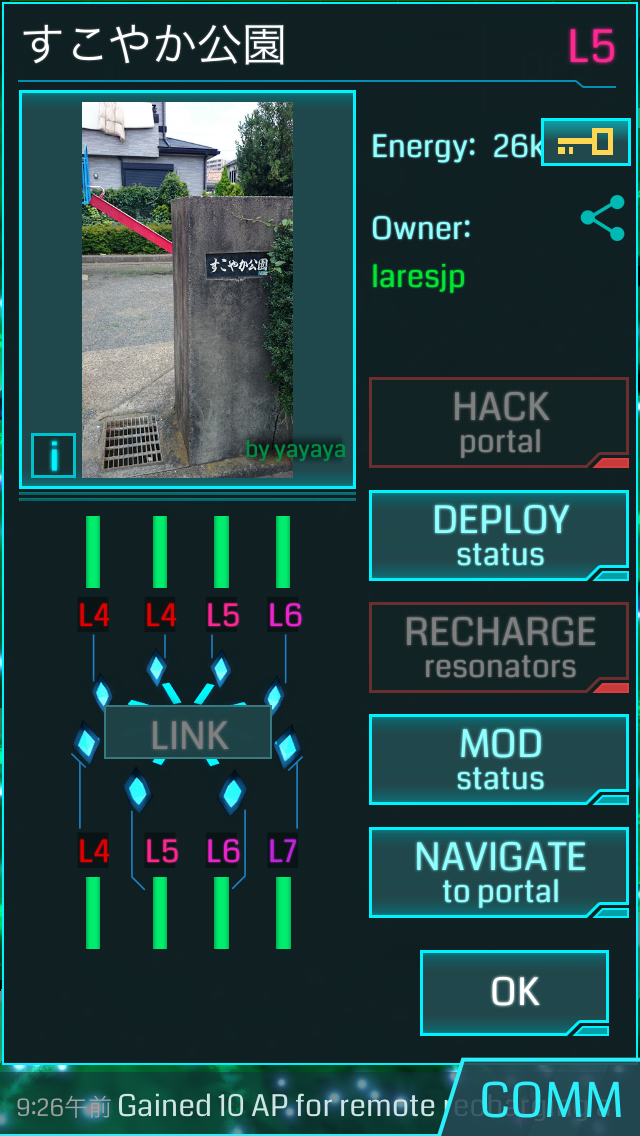 すこやか公園
L5
Energy: 26k
Owner:
laresjp
すこやか公園
by yayaya
i
HACK
portal
DEPLOY
status
L4 L4 L5 L6
RECHARGE
resonators
LINK
MOD
status
L4 L5 L6 L7
NAVIGATE
to portal
OK
9:26午前 Gained 10 AP for remote
COMM